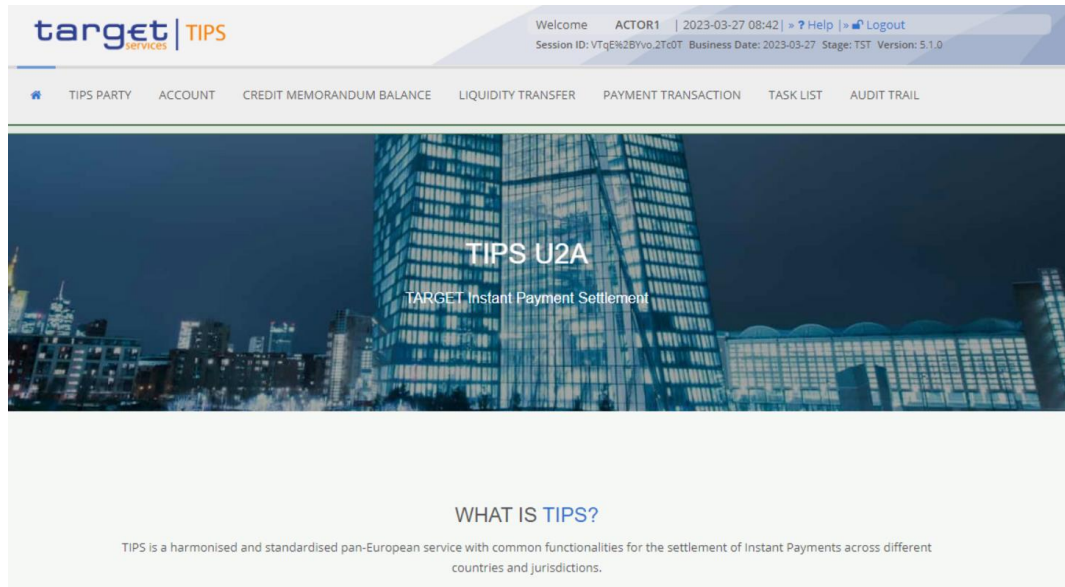 target services | TIPS
Welcome ACTOR1 | 2023-03-27 08:42| » ? Help |» Logout
Session ID: VTqE%2BYvo.2Tc0T Business Date: 2023-03-27 Stage: TST Version: 5.1.0
TIPS PARTY ACCOUNT CREDIT MEMORANDUM BALANCE LIQUIDITY TRANSFER PAYMENT TRANSACTION TASK LIST AUDIT TRAIL
TIPS U2A
TARGET Instant Payment Settlement
WHAT IS TIPS?
TIPS is a harmonised and standardised pan-European service with common functionalities for the settlement of Instant Payments across different
countries and jurisdictions.